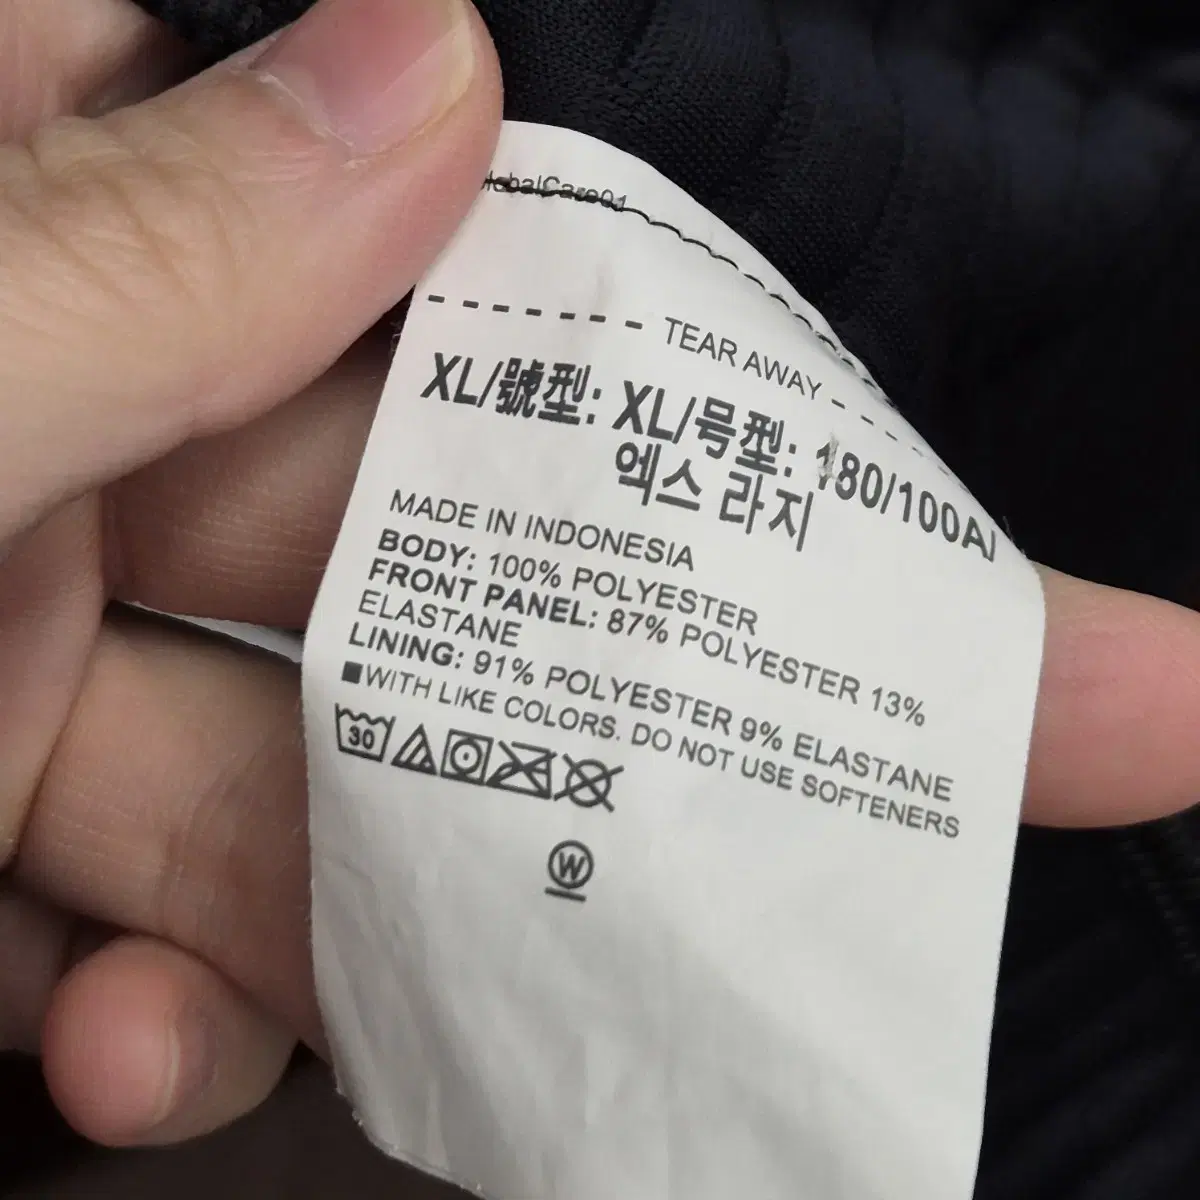 lobalCare01
TEAR AWAY
XL/號型: XL/号型: 180/100A/
엑스 라지
MADE IN INDONESIA
BODY: 100% POLYESTER
FRONT PANEL: 87% POLYESTER 13%
ELASTANE
LINING: 91% POLYESTER 9% ELASTANE
■WITH LIKE COLORS. DO NOT USE SOFTENERS
30
W